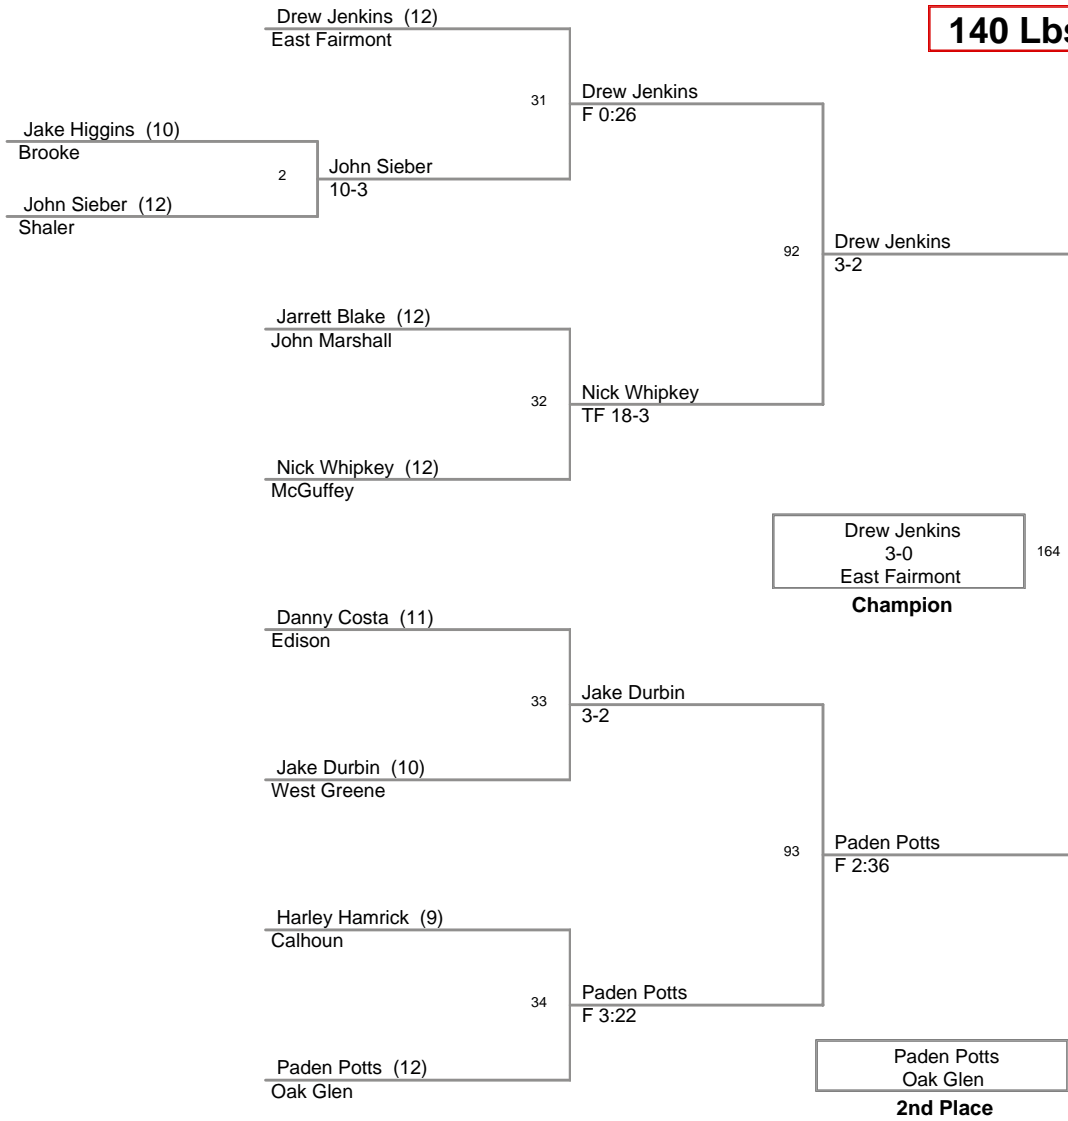 Drew Jenkins (12)
East Fairmont
140 Lbs
31
Drew Jenkins
F 0:26
Jake Higgins (10)
Brooke
2
John Sieber
10-3
John Sieber (12)
Shaler
92
Drew Jenkins
3-2
Jarrett Blake (12)
John Marshall
32
Nick Whipkey
TF 18-3
Nick Whipkey (12)
McGuffey
Drew Jenkins
3-0
East Fairmont
164
Champion
Danny Costa (11)
Edison
33
Jake Durbin
3-2
Jake Durbin (10)
West Greene
93
Paden Potts
F 2:36
Harley Hamrick (9)
Calhoun
34
Paden Potts
F 3:22
Paden Potts (12)
Oak Glen
Paden Potts
Oak Glen
2nd Place